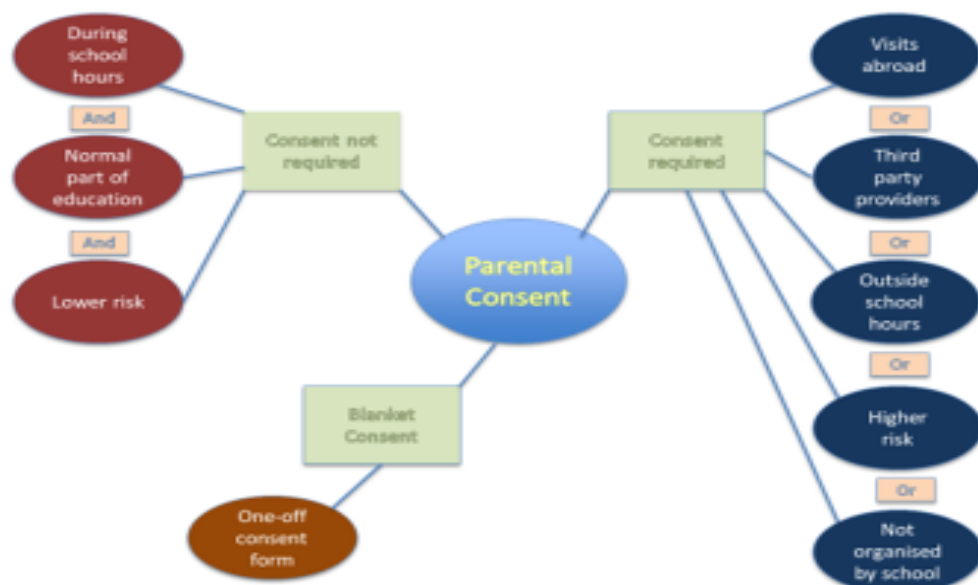 During
school
hours
And
Normal
part of
education
And
Lower risk
Consent not
required
Parental
Consent
Blanket
Consent
One-off
consent
form
Consent
required
Visits
abroad
Or
Third
party
providers
Or
Outside
school
hours
Or
Higher
risk
Or
Not
organised
by school